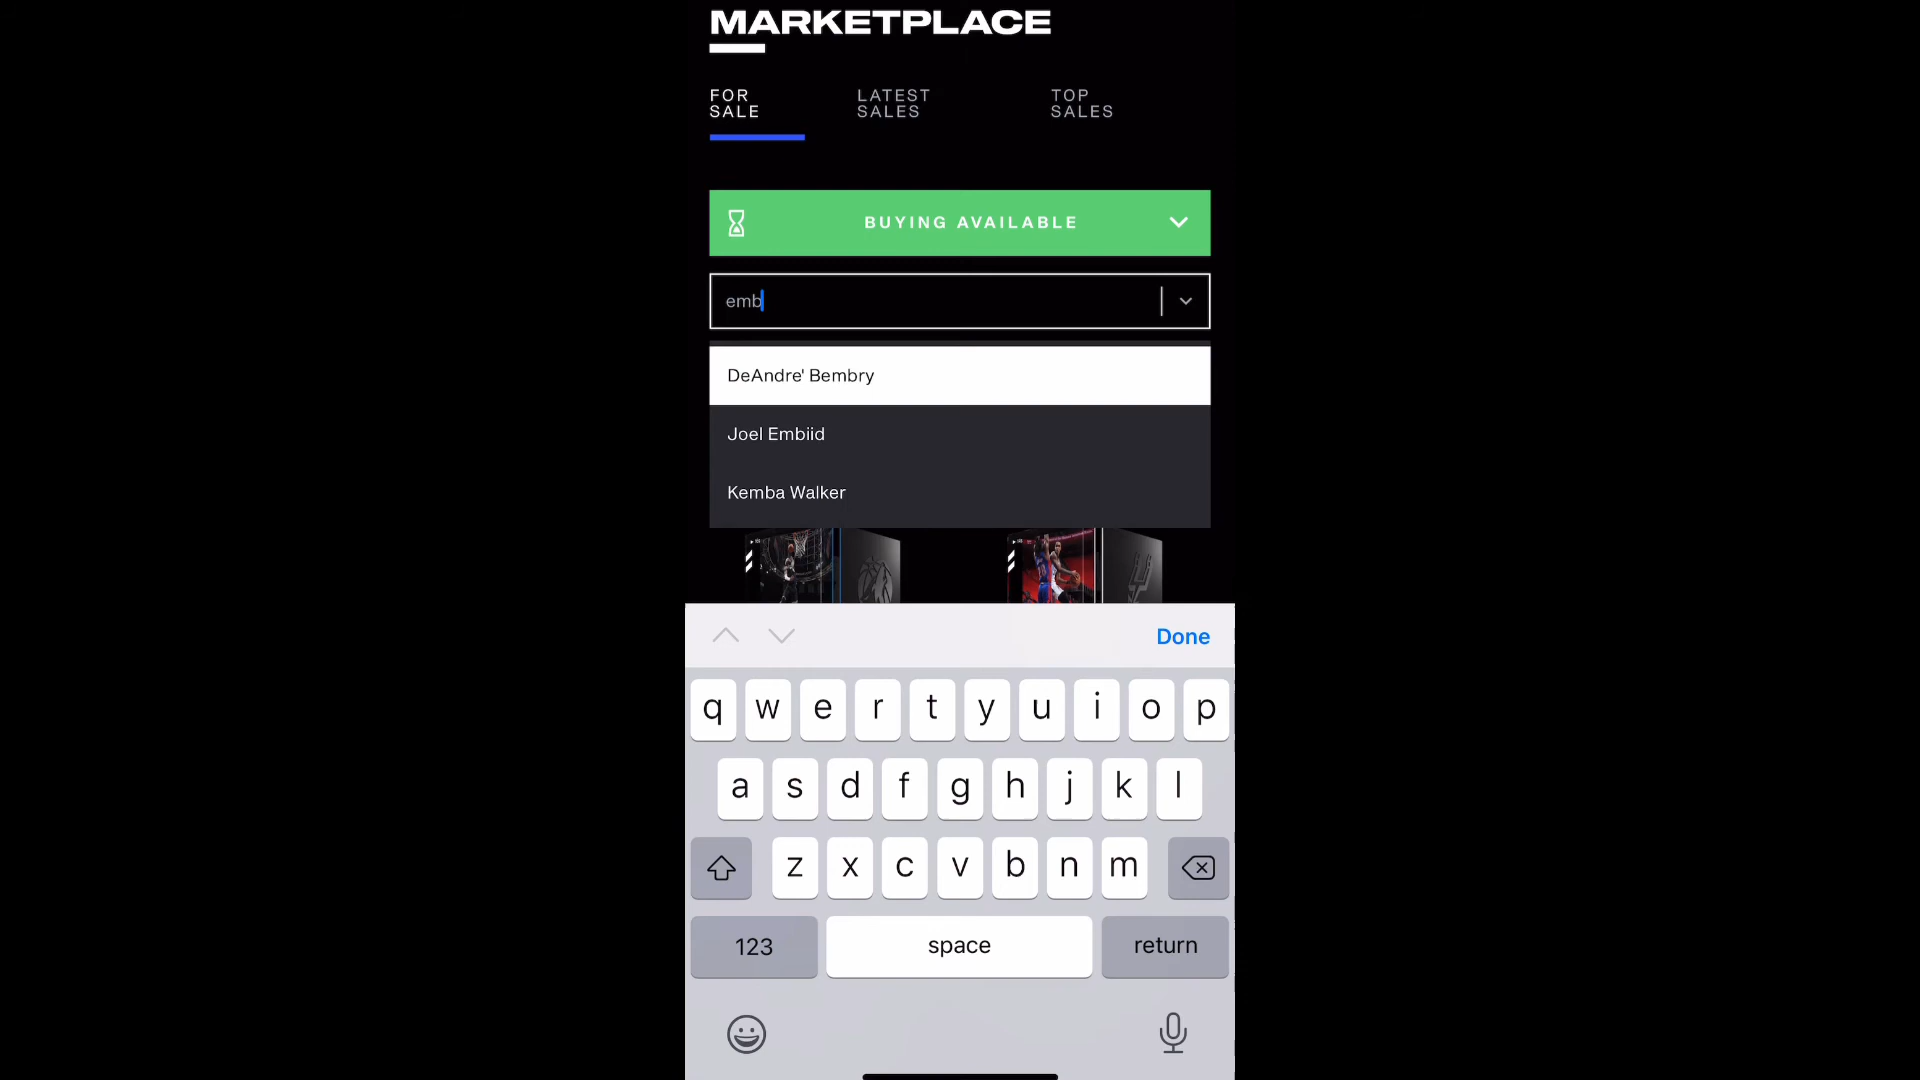 MARKETPLACE
FOR SALE
LATEST SALES
TOP SALES
BUYING AVAILABLE
emb
DeAndre' Bembry
Joel Embiid
Kemba Walker
Done
q w e r t y u i o p
a s d f g h j k l
z x c v b n m
123 space return